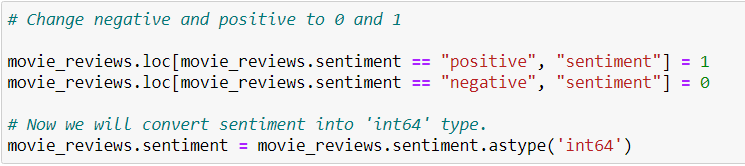 # Change negative and positive to 0 and 1
movie_reviews.loc[movie_reviews.sentiment == "positive", "sentiment"] = 1
movie_reviews.loc[movie_reviews.sentiment == "negative", "sentiment"] = 0
# Now we will convert sentiment into 'int64' type.
movie_reviews.sentiment = movie_reviews.sentiment.astype('int64')